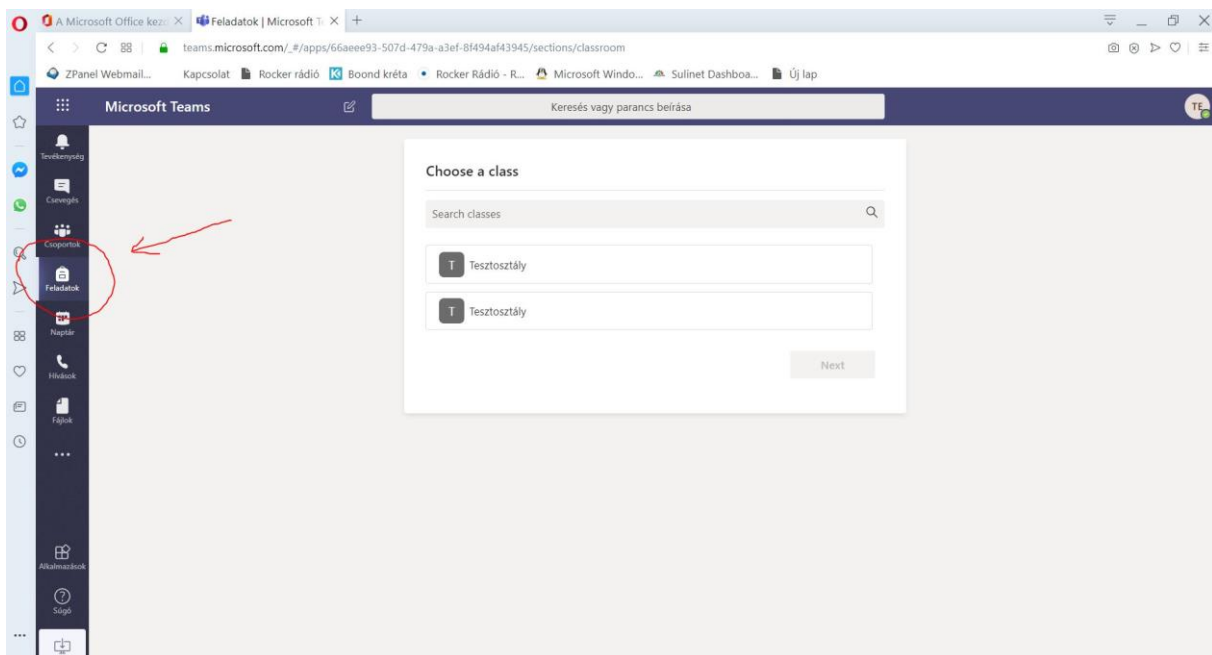 A Microsoft Office kezd
Feladatok | Microsoft T
teams.microsoft.com/_#/apps/66aeee93-507d-479a-a3ef-8f494af43945/sections/classroom
ZPanel Webmail... Kapcsolat Rocker rádió Boond kréta Rocker Rádió - R... Microsoft Windo... Sulinet Dashboa... Új lap
Microsoft Teams
Keresés vagy parancs beírása
TE
Tevékenység
Csevegés
Csoportok
Feladatok
Naptár
Hívások
Fájlok
Alkalmazások
Súgó
Choose a class
Search classes
T Tesztosztály
T Tesztosztály
Next